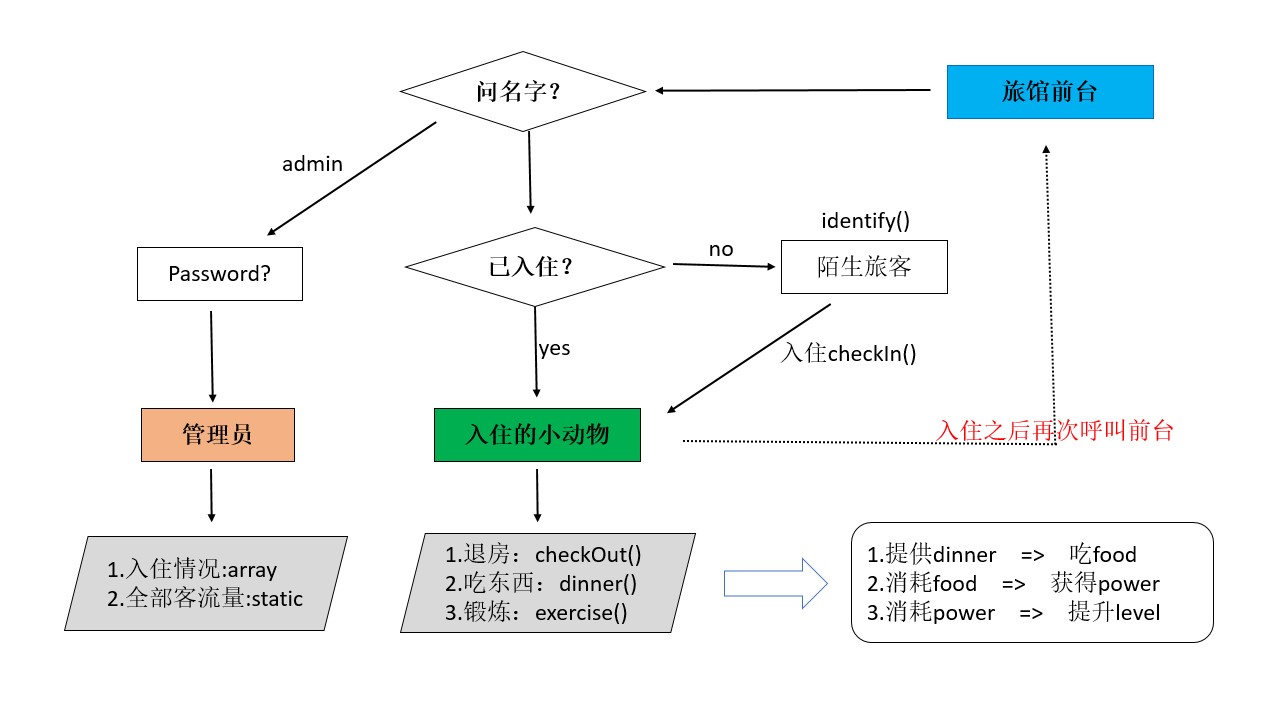 问名字？
旅馆前台
admin
identify()
Password?
已入住？
no
陌生旅客
yes
入住checkIn()
管理员
入住的小动物
入住之后再次呼叫前台
1.入住情况:array
2.全部客流量:static
1.退房：checkOut()
2.吃东西：dinner()
3.锻炼：exercise()
1.提供dinner => 吃food
2.消耗food => 获得power
3.消耗power => 提升level